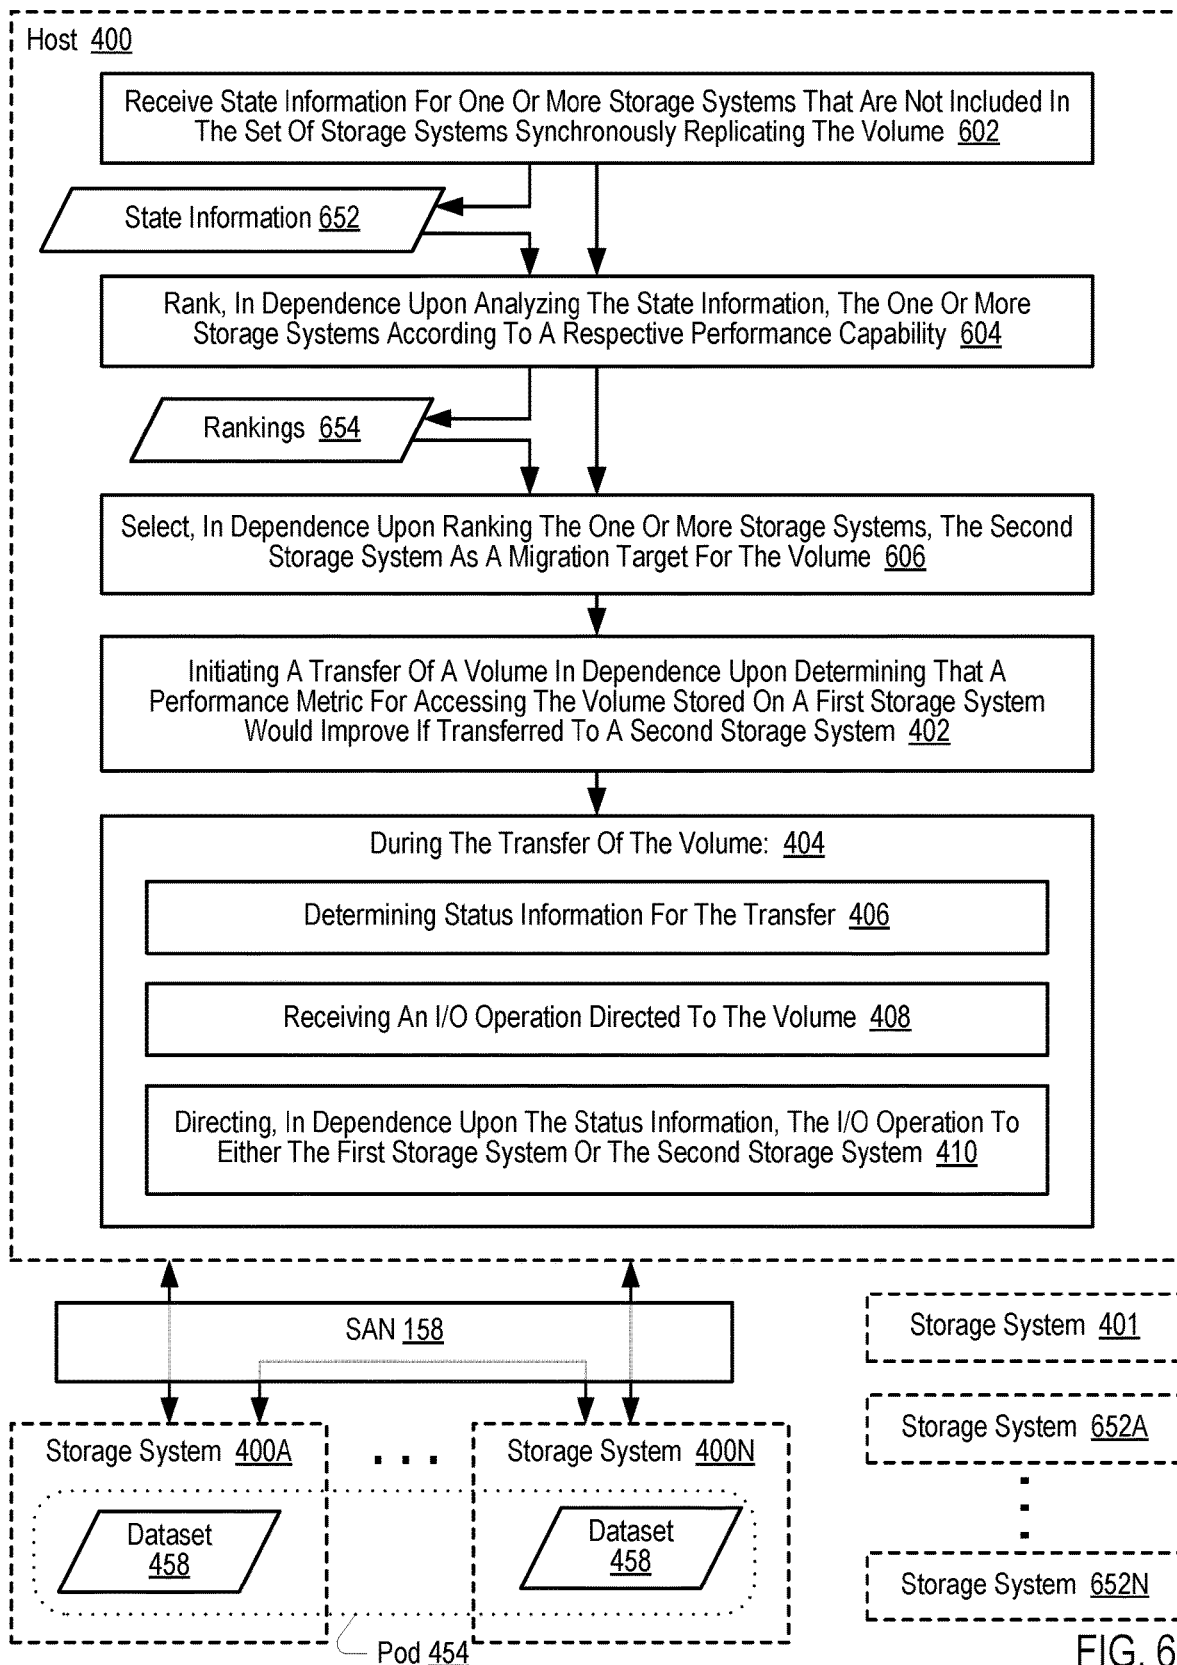 Host 400
Receive State Information For One Or More Storage Systems That Are Not Included In
The Set Of Storage Systems Synchronously Replicating The Volume 602
State Information 652
Rank, In Dependence Upon Analyzing The State Information, The One Or More
Storage Systems According To A Respective Performance Capability 604
Rankings 654
Select, In Dependence Upon Ranking The One Or More Storage Systems, The Second
Storage System As A Migration Target For The Volume 606
Initiating A Transfer Of A Volume In Dependence Upon Determining That A
Performance Metric For Accessing The Volume Stored On A First Storage System
Would Improve If Transferred To A Second Storage System 402
During The Transfer Of The Volume: 404
Determining Status Information For The Transfer 406
Receiving An I/O Operation Directed To The Volume 408
Directing, In Dependence Upon The Status Information, The I/O Operation To
Either The First Storage System Or The Second Storage System 410
SAN 158
Storage System 401
Storage System 652A
Storage System 400A
Storage System 400N
Dataset
458
Dataset
458
Storage System 652N
Pod 454
FIG. 6